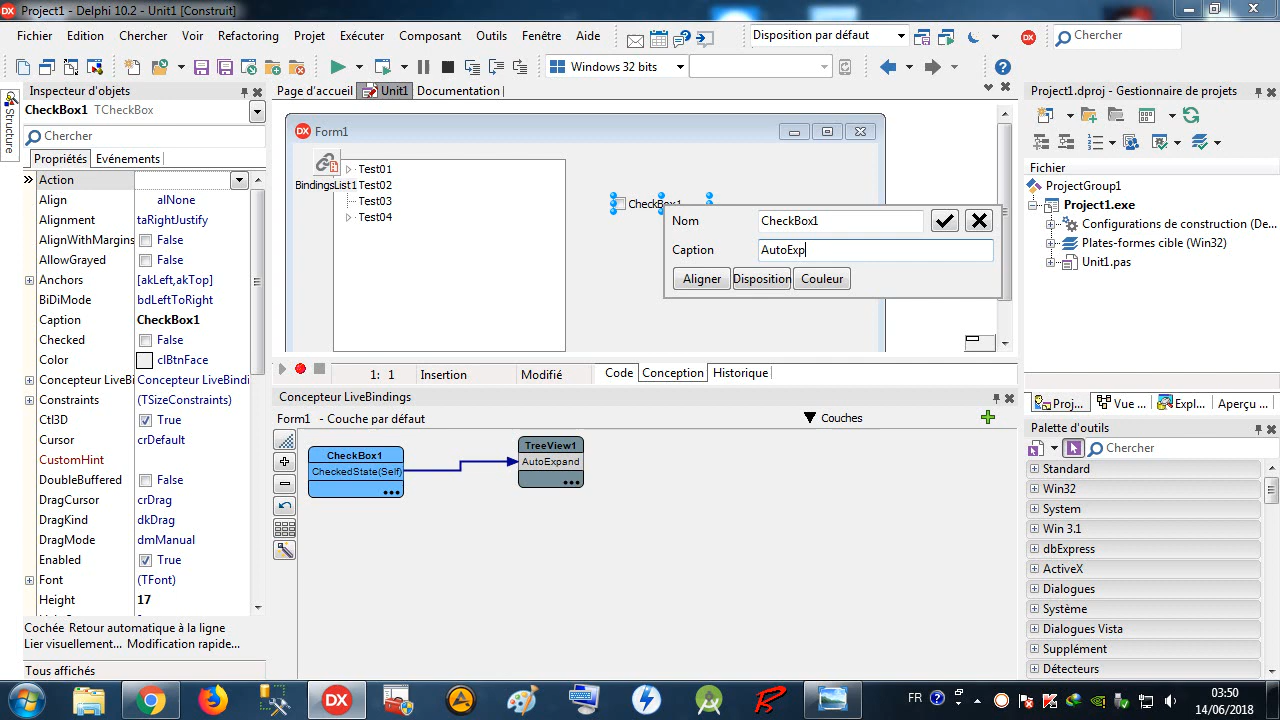 Project1 - Delphi 10.2 - Unit1 [Construit]
Fichier Edition Chercher Voir Refactoring Projet Exécuter Composant Outils Fenêtre Aide
Disposition par défaut
Chercher
Windows 32 bits
Inspecteur d'objets
CheckBox1 TCheckBox
Chercher
Propriétés Evénements
Action
Align alNone
Alignment taRightJustify
AlignWithMargins False
AllowGrayed False
Anchors [akLeft,akTop]
BiDiMode bdLeftToRight
Caption CheckBox1
Checked False
Color clBtnFace
Concepteur LiveBi Concepteur LiveBindi
Constraints (TSizeConstraints)
Ctl3D True
Cursor crDefault
CustomHint
DoubleBuffered False
DragCursor crDrag
DragKind dkDrag
DragMode dmManual
Enabled True
Font (TFont)
Height 17
Cochée Retour automatique à la ligne
Lier visuellement... Modification rapide...
Tous affichés
Structure
Page d'accueil Unit1 Documentation
Form1
BindingsList1
Test01
Test02
Test03
Test04
CheckBox1
Nom CheckBox1
Caption AutoExp
Aligner Disposition Couleur
1: 1 Insertion Modifié Code Conception Historique
Concepteur LiveBindings
Form1 - Couche par défaut
Couches
CheckBox1
CheckedState(Self)
TreeView1
AutoExpand
Project1.dproj - Gestionnaire de projets
Fichier
ProjectGroup1
Project1.exe
Configurations de construction (De
Plates-formes cible (Win32)
Unit1.pas
Proj... Vue ... Expl... Aperçu ...
Palette d'outils
Chercher
Standard
Win32
System
Win 3.1
dbExpress
ActiveX
Dialogues
Système
Dialogues Vista
Supplément
Détecteurs
FR
03:50
14/06/2018